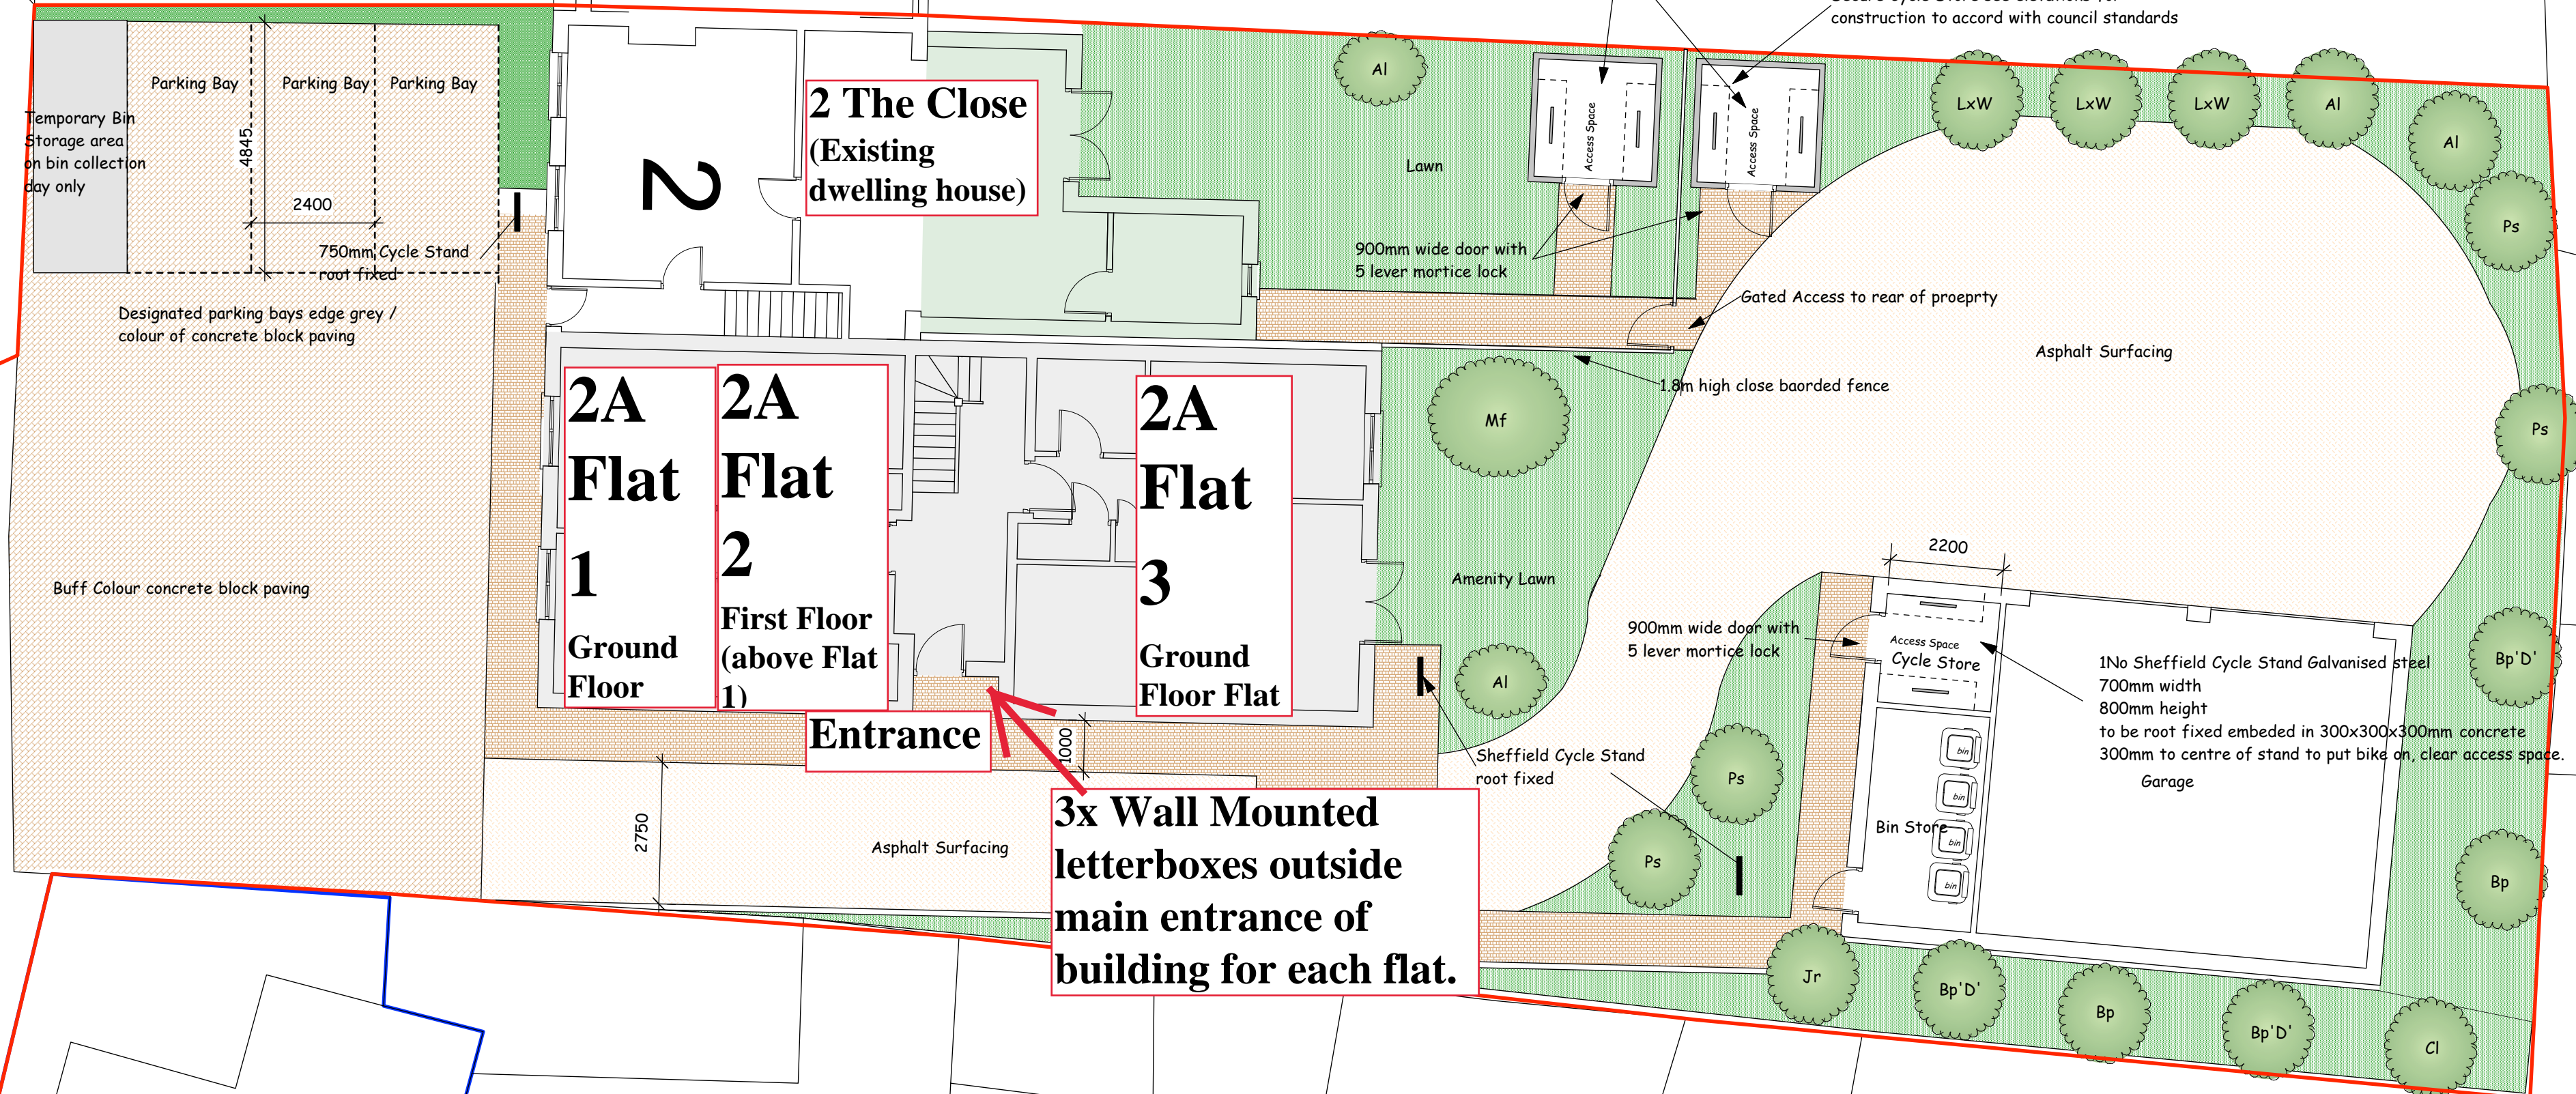 construction to accord with council standards
Parking Bay
Parking Bay
Parking Bay
Temporary Bin
Storage area
on bin collection
day only
4845
2400
750mm Cycle Stand
root fixed
Designated parking bays edge grey /
colour of concrete block paving
Buff Colour concrete block paving
2
2 The Close
(Existing
dwelling house)
Al
Lawn
Access Space
Access Space
900mm wide door with
5 lever mortice lock
Gated Access to rear of proeprty
1.8m high close baorded fence
LxW
LxW
LxW
Al
Al
Ps
Ps
Asphalt Surfacing
2A
Flat
1
Ground
Floor
2A
Flat
2
First Floor
(above Flat
1)
2A
Flat
3
Ground
Floor Flat
Entrance
1000
2750
Asphalt Surfacing
3x Wall Mounted
letterboxes outside
main entrance of
building for each flat.
Mf
Amenity Lawn
Al
Sheffield Cycle Stand
root fixed
900mm wide door with
5 lever mortice lock
2200
Access Space
Cycle Store
1No Sheffield Cycle Stand Galvanised steel
700mm width
800mm height
to be root fixed embeded in 300x300x300mm concrete
300mm to centre of stand to put bike on, clear access space.
Garage
Bin Store
bin
bin
bin
bin
Ps
Ps
Bp'D'
Bp
Jr
Bp'D'
Bp
Bp'D'
Cl